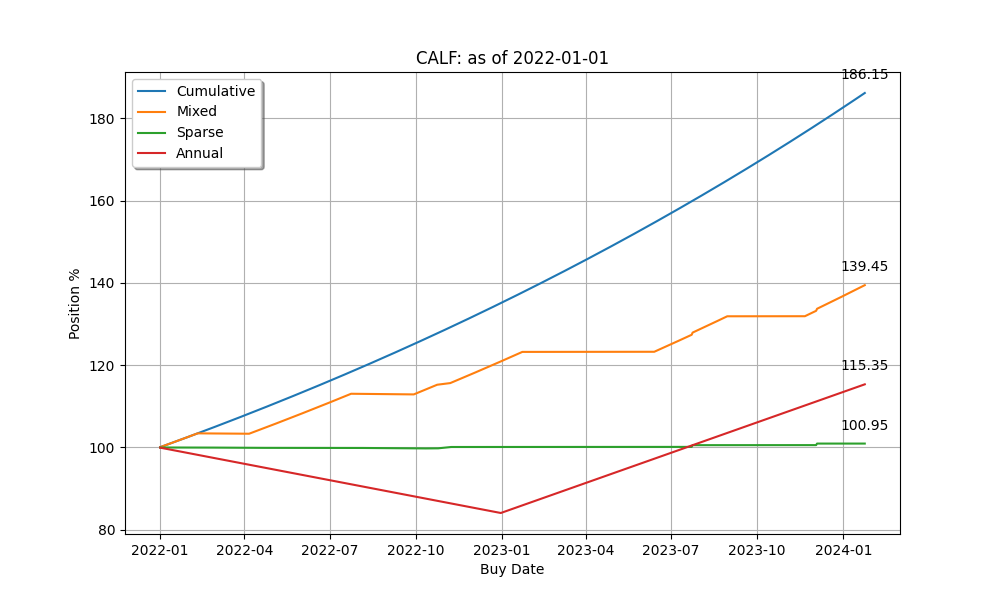 CALF: as of 2022-01-01
186.15
Cumulative
Mixed
Sparse
Annual
180
160
139.45
140
120
115.35
100.95
100
80
Position %
2022-01 2022-04 2022-07 2022-10 2023-01 2023-04 2023-07 2023-10 2024-01
Buy Date